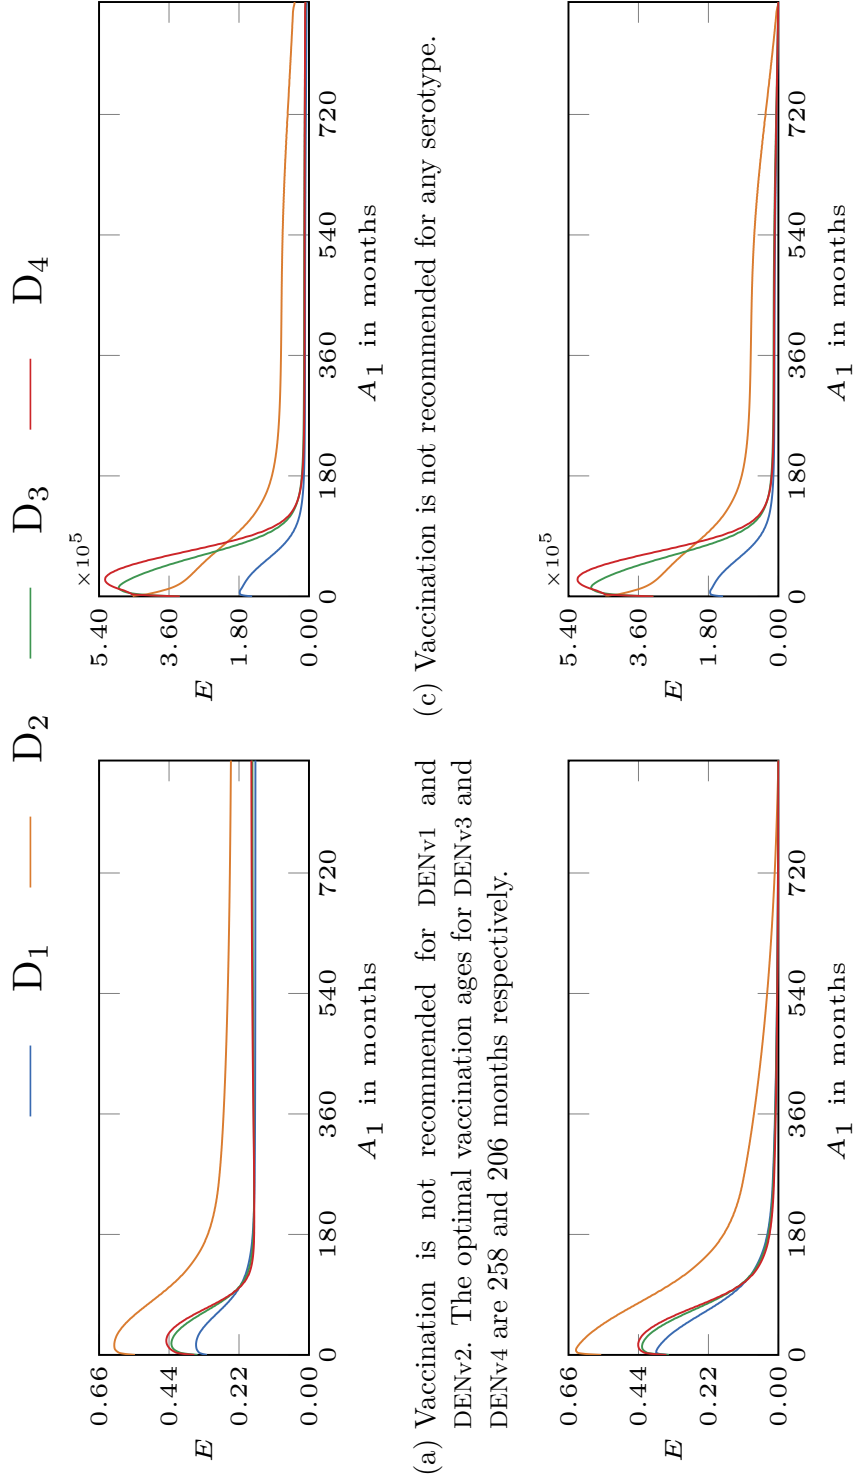 D1 D2 D3 D4
0.66
0.44
0.22
0.00
E
0 180 360 540 720
A1 in months
(a) Vaccination is not recommended for DENv1 and
DENv2. The optimal vaccination ages for DENv3 and
DENv4 are 258 and 206 months respectively.
×10^5
5.40
3.60
1.80
0.00
E
0 180 360 540 720
A1 in months
(c) Vaccination is not recommended for any serotype.
0.66
0.44
0.22
0.00
E
0 180 360 540 720
A1 in months
×10^5
5.40
3.60
1.80
0.00
E
0 180 360 540 720
A1 in months